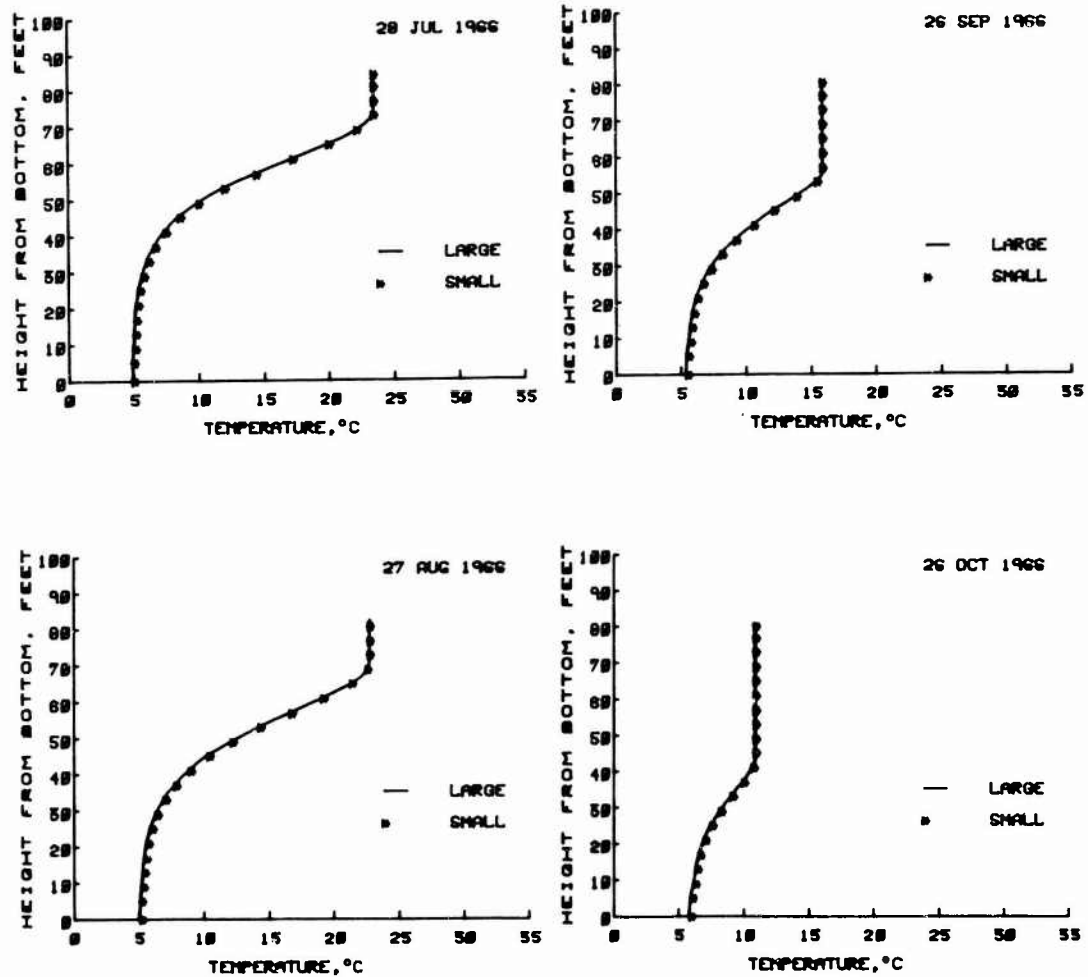 28 JUL 1966
HEIGHT FROM BOTTOM, FEET
100
90
80
70
60
50
40
30
20
10
0
LARGE
SMALL
0 5 10 15 20 25 30 35
TEMPERATURE,°C
26 SEP 1966
HEIGHT FROM BOTTOM, FEET
100
90
80
70
60
50
40
30
20
10
0
LARGE
SMALL
0 5 10 15 20 25 30 35
TEMPERATURE,°C
27 AUG 1966
HEIGHT FROM BOTTOM, FEET
100
90
80
70
60
50
40
30
20
10
0
LARGE
SMALL
0 5 10 15 20 25 30 35
TEMPERATURE,°C
26 OCT 1966
HEIGHT FROM BOTTOM, FEET
100
90
80
70
60
50
40
30
20
10
0
LARGE
SMALL
0 5 10 15 20 25 30 35
TEMPERATURE,°C